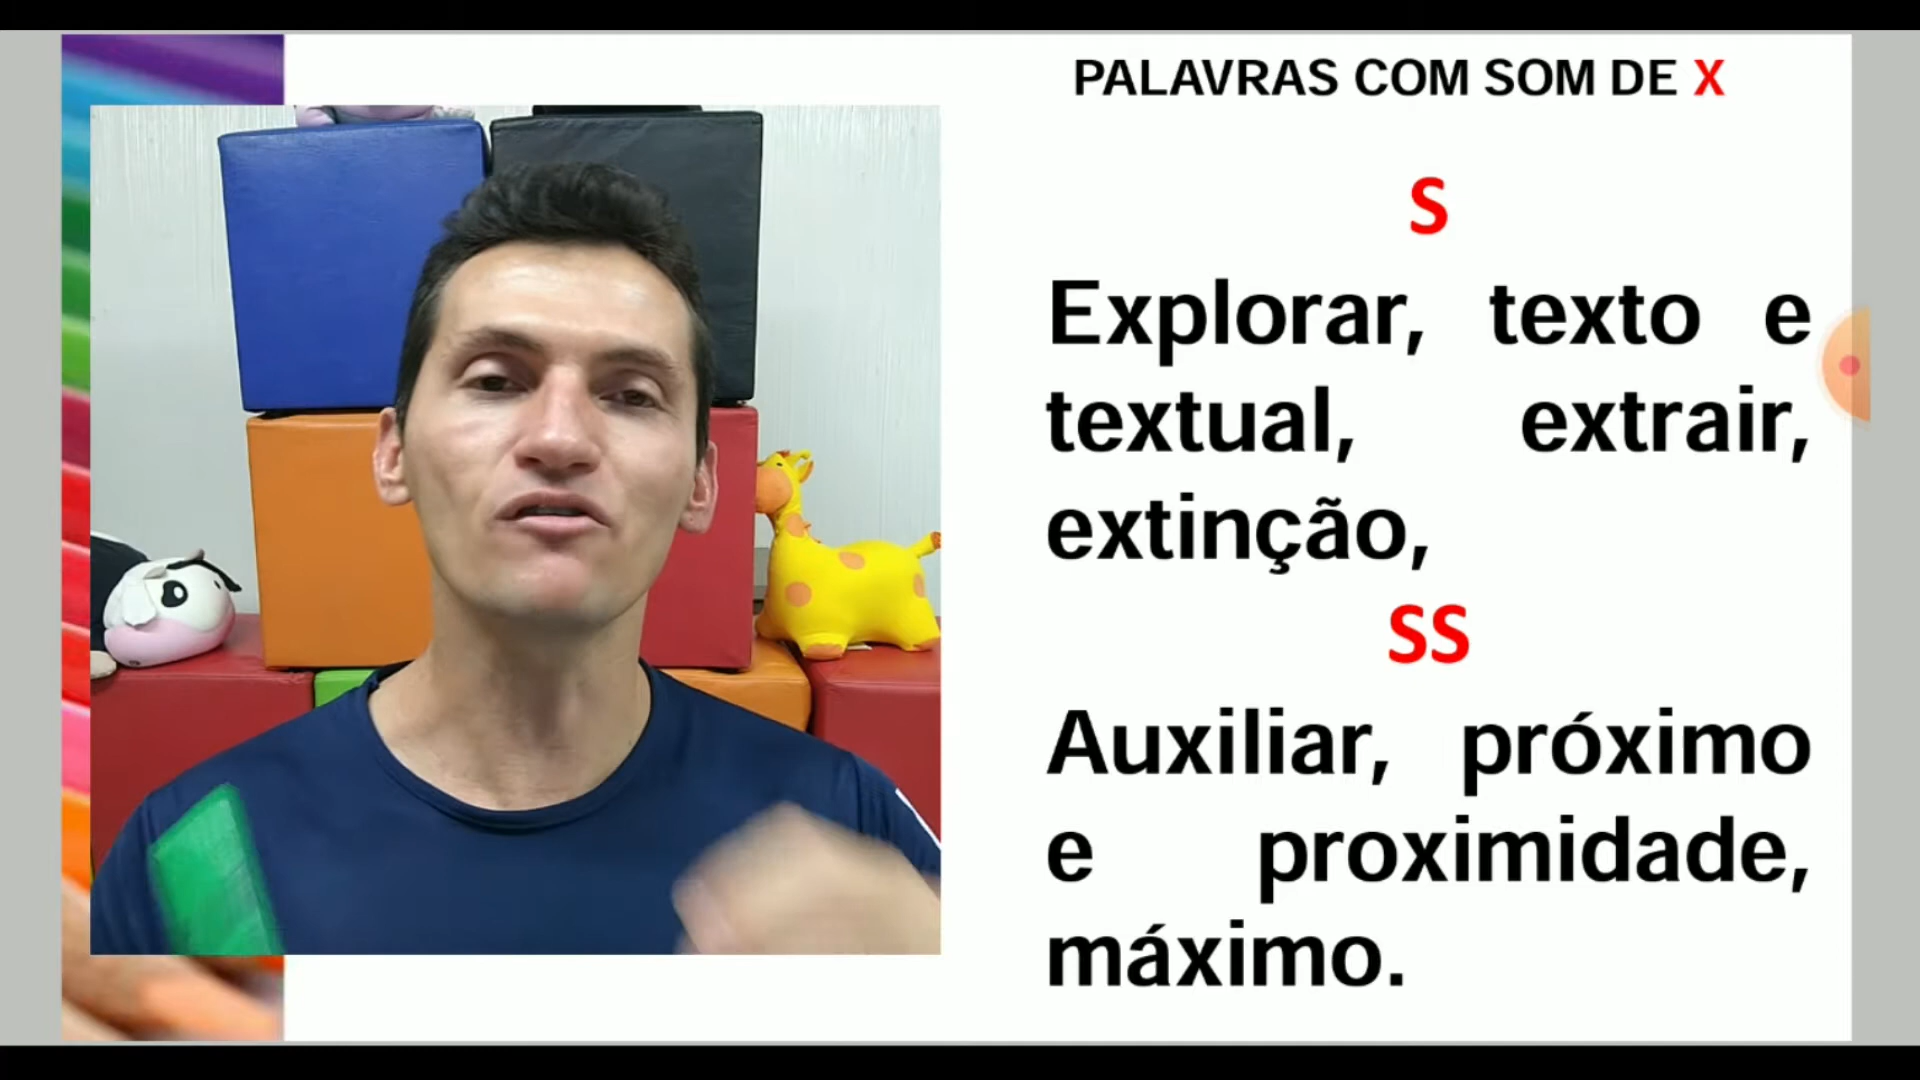 PALAVRAS COM SOM DE X
S
Explorar, texto e
textual, extrair,
extinção,
SS
Auxiliar, próximo
e proximidade,
máximo.